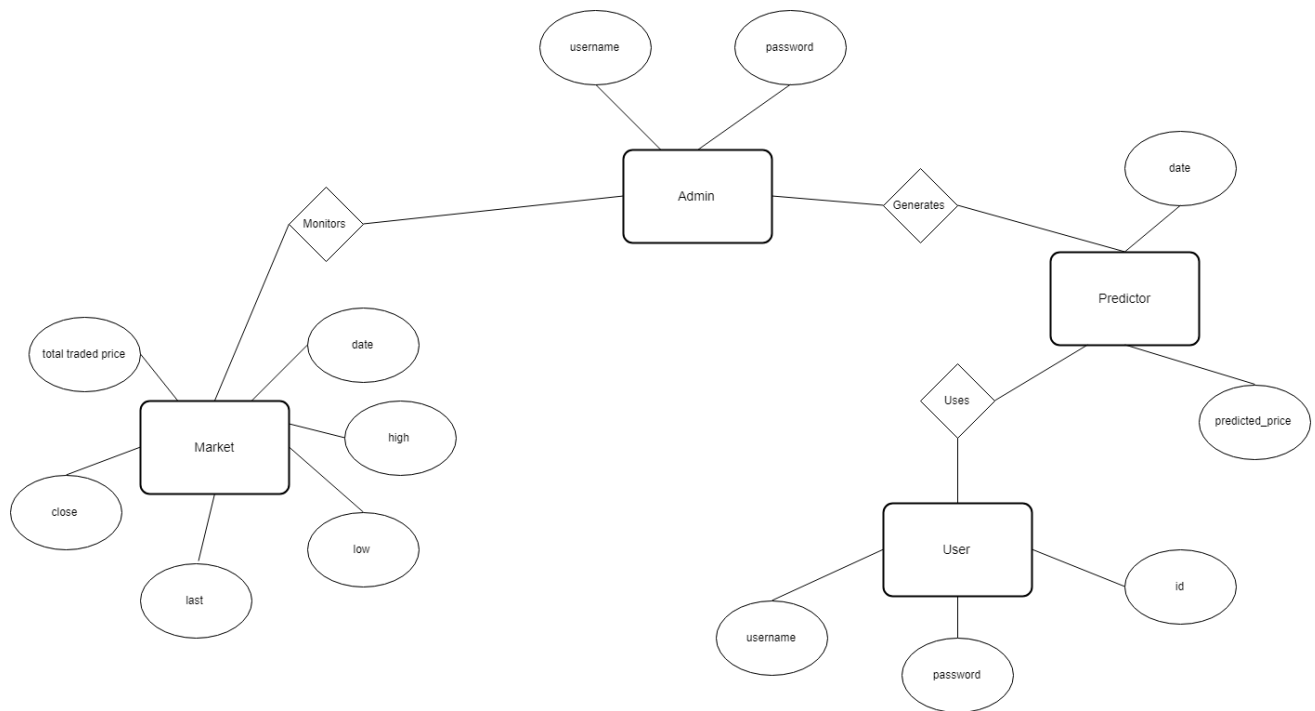 username
password
Admin
date
Monitors
Generates
Predictor
total traded price
date
high
Uses
predicted_price
Market
close
low
last
User
id
username
password